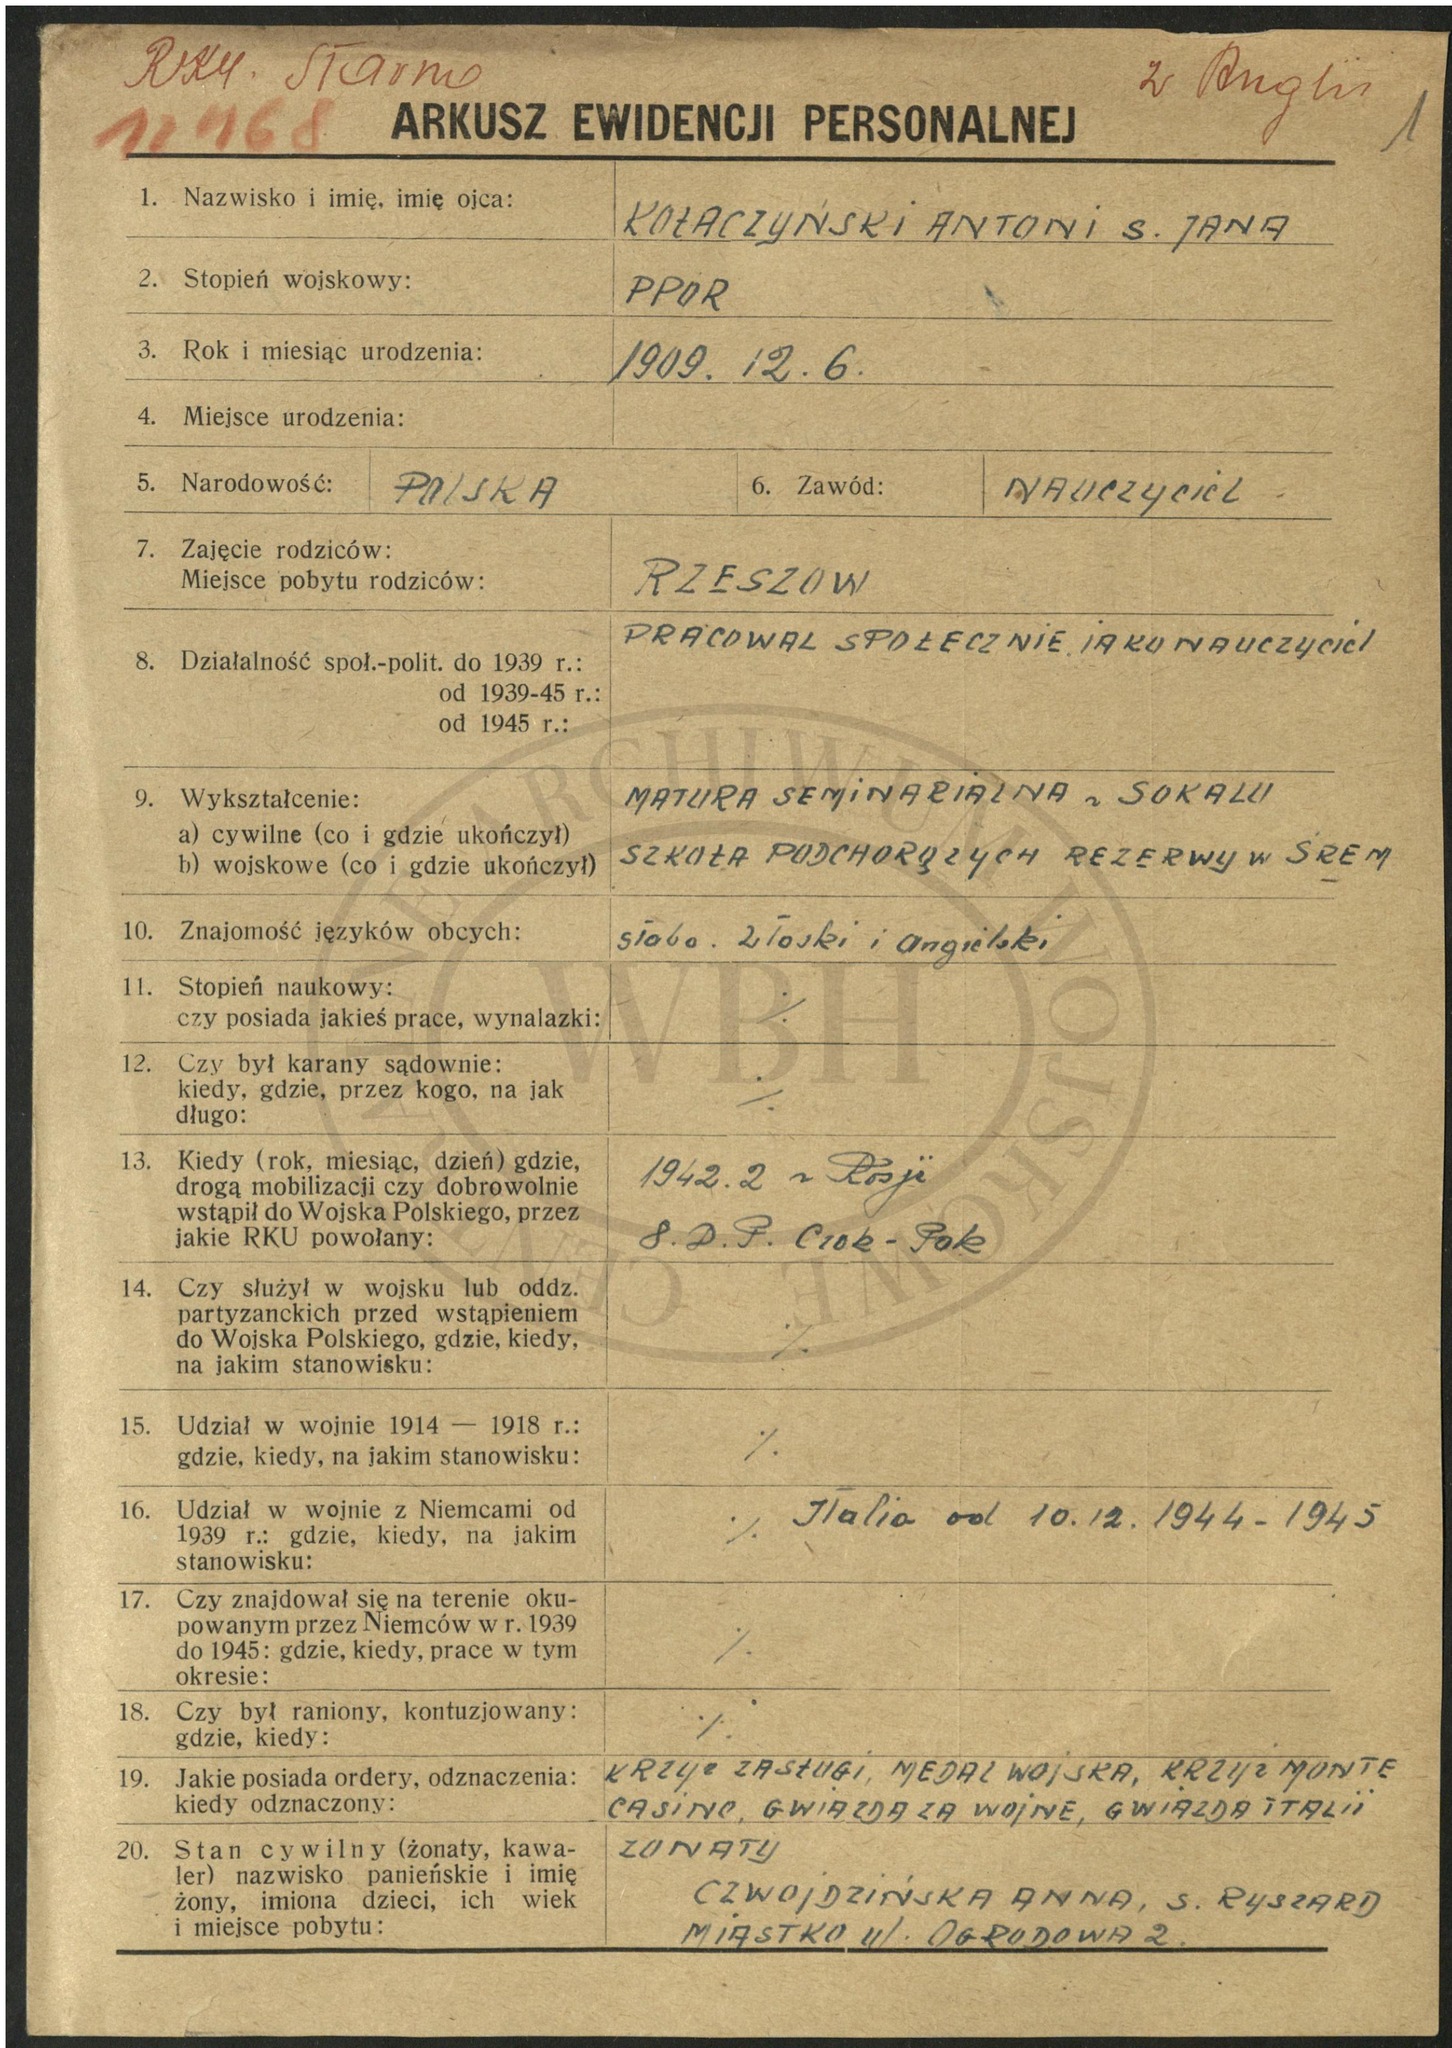 RKU. Sławno
z Anglii
12468
1
ARKUSZ EWIDENCJI PERSONALNEJ
1. Nazwisko i imię, imię ojca:
KOŁACZYŃSKI ANTONI s. JANA
2. Stopień wojskowy:
PPOR
3. Rok i miesiąc urodzenia:
1909. 12. 6.
4. Miejsce urodzenia:
5. Narodowość: POLSKA 6. Zawód: NAUCZYCIEL
7. Zajęcie rodziców:
Miejsce pobytu rodziców: RZESZOW
8. Działalność społ.-polit. do 1939 r.: PRACOWAL SPOŁECZNIE JAKO NAUCZYCIEL
od 1939-45 r.:
od 1945 r.:
9. Wykształcenie: MATURA SEMINARIALNA w SOKALU
a) cywilne (co i gdzie ukończył)
b) wojskowe (co i gdzie ukończył) SZKOŁA PODCHORĄŻYCH REZERWY W ŚREM
10. Znajomość języków obcych: słabo. włoski i angielski
11. Stopień naukowy:
czy posiada jakieś prace, wynalazki: ·/.
12. Czy był karany sądownie:
kiedy, gdzie, przez kogo, na jak ·/.
długo:
13. Kiedy (rok, miesiąc, dzień) gdzie, 1942. 2 w Rosji
drogą mobilizacji czy dobrowolnie
wstąpił do Wojska Polskiego, przez
jakie RKU powołany: 8. D. P. Czok-Pak
14. Czy służył w wojsku lub oddz.
partyzanckich przed wstąpieniem
do Wojska Polskiego, gdzie, kiedy, ·/.
na jakim stanowisku:
15. Udział w wojnie 1914 — 1918 r.:
gdzie, kiedy, na jakim stanowisku: ·/.
16. Udział w wojnie z Niemcami od ·/. Italia od 10. 12. 1944 - 1945
1939 r.: gdzie, kiedy, na jakim
stanowisku:
17. Czy znajdował się na terenie oku-
powanym przez Niemców w r. 1939
do 1945: gdzie, kiedy, prace w tym ·/.
okresie:
18. Czy był raniony, kontuzjowany: ·/.
gdzie, kiedy:
19. Jakie posiada ordery, odznaczenia: KRZYŻ ZASŁUGI, MEDAL WOJSKA, KRZYŻ MONTE
kiedy odznaczony: CASINO, GWIAZDA ZA WOJNE, GWIAZDA ITALII
20. Stan cywilny (żonaty, kawa- ZONATY
ler) nazwisko panieńskie i imię
żony, imiona dzieci, ich wiek CZWOJDZIŃSKA ANNA, s. RYSZARD
i miejsce pobytu: MIASTKO ul. OGRODOWA 2.
CENTRALNE ARCHIWUM WOJSKOWE
WBH